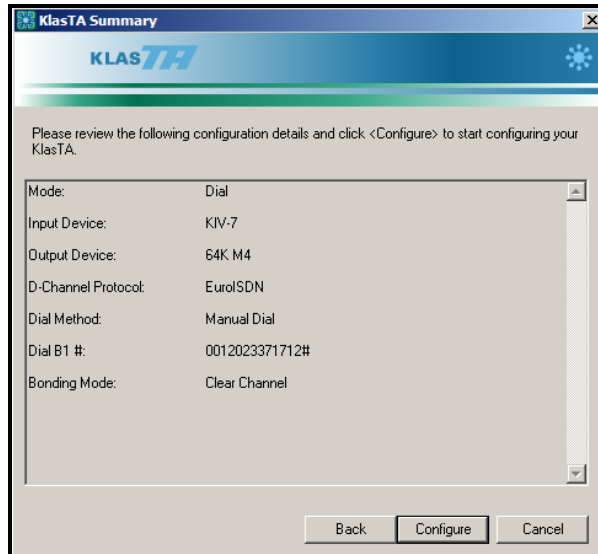 KlasTA Summary
KLASTA
Please review the following configuration details and click <Configure> to start configuring your
KlasTA.
Mode: Dial
Input Device: KIV-7
Output Device: 64K M4
D-Channel Protocol: EuroISDN
Dial Method: Manual Dial
Dial B1 #: 0012023371712#
Bonding Mode: Clear Channel
Back Configure Cancel